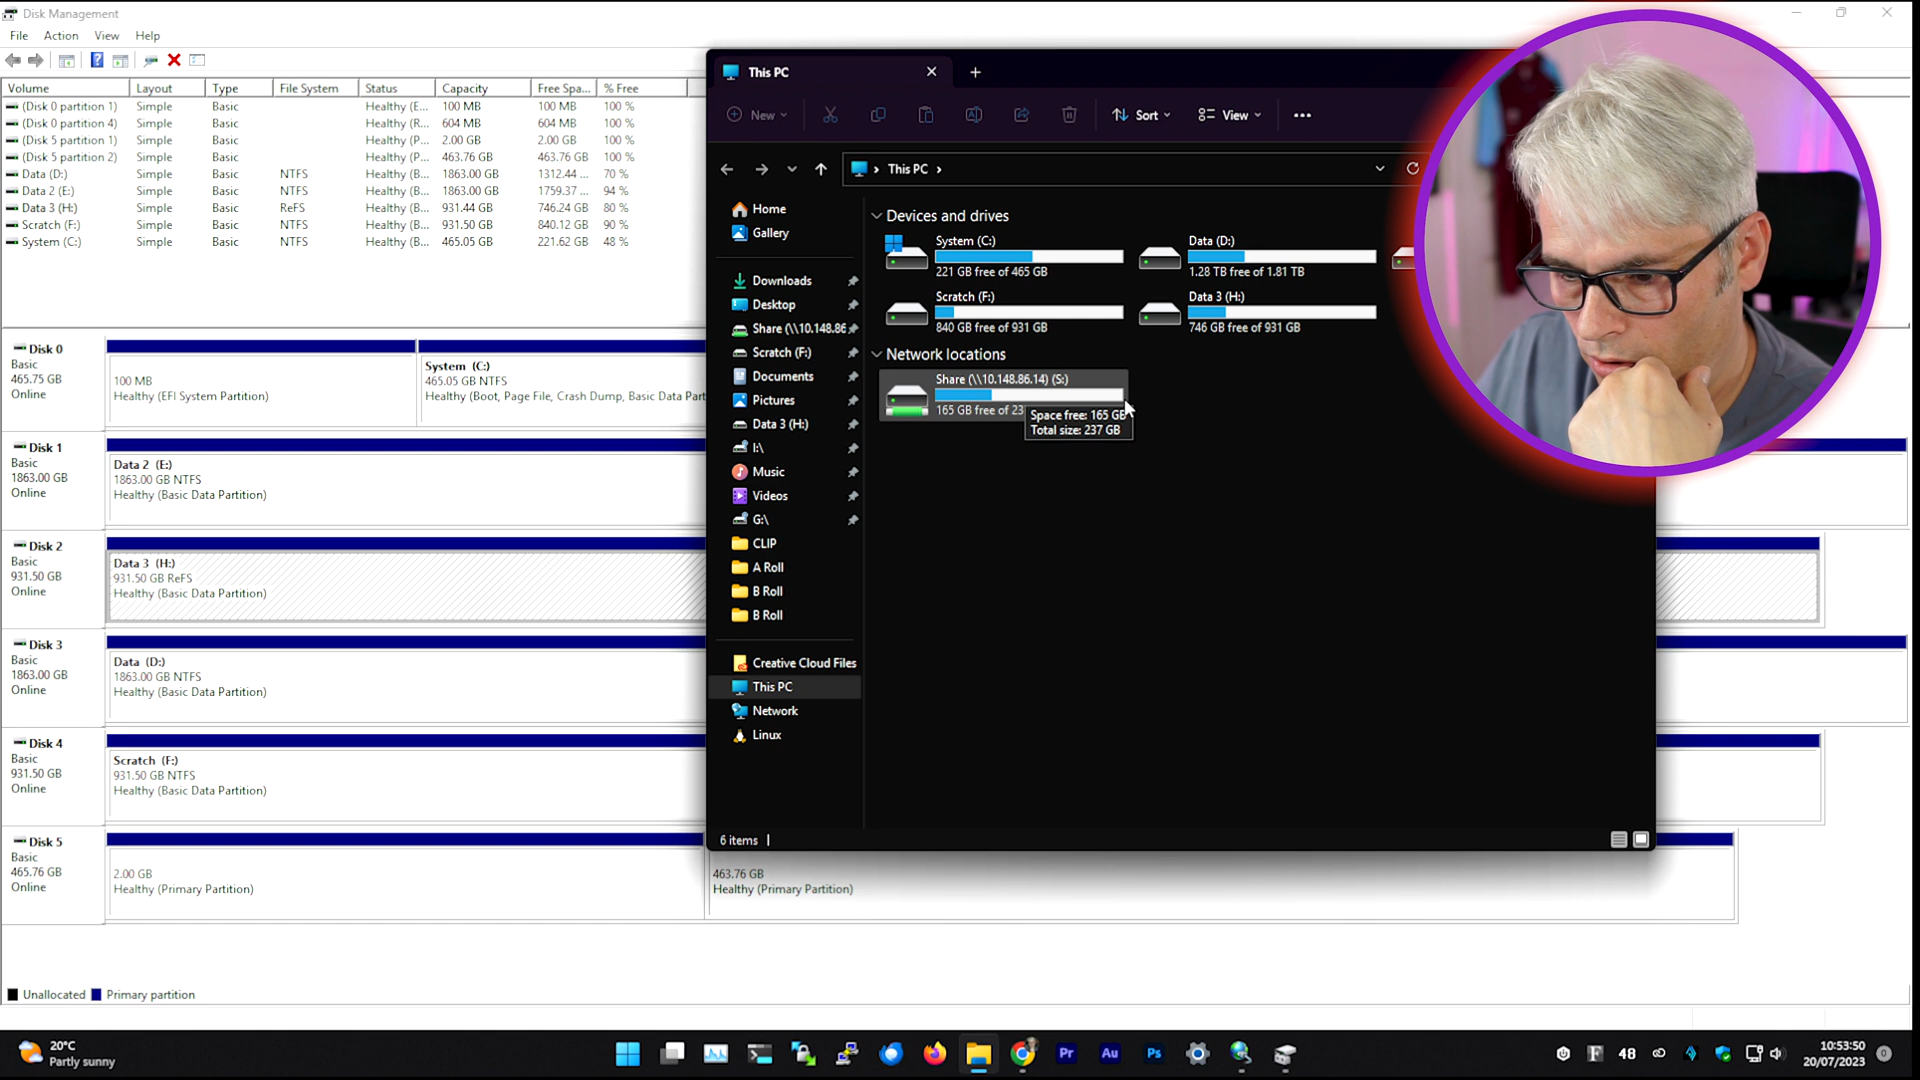 Disk Management
File Action View Help
Volume Layout Type File System Status Capacity Free Spa... % Free
(Disk 0 partition 1) Simple Basic Healthy (E... 100 MB 100 MB 100 %
(Disk 0 partition 4) Simple Basic Healthy (R... 604 MB 604 MB 100 %
(Disk 5 partition 1) Simple Basic Healthy (P... 2.00 GB 2.00 GB 100 %
(Disk 5 partition 2) Simple Basic Healthy (P... 463.76 GB 463.76 GB 100 %
Data (D:) Simple Basic NTFS Healthy (B... 1863.00 GB 1312.44 ... 70 %
Data 2 (E:) Simple Basic NTFS Healthy (B... 1863.00 GB 1759.37 ... 94 %
Data 3 (H:) Simple Basic ReFS Healthy (B... 931.44 GB 746.24 GB 80 %
Scratch (F:) Simple Basic NTFS Healthy (B... 931.50 GB 840.12 GB 90 %
System (C:) Simple Basic NTFS Healthy (B... 465.05 GB 221.62 GB 48 %
Disk 0
Basic
465.75 GB
Online
100 MB
Healthy (EFI System Partition)
System (C:)
465.05 GB NTFS
Healthy (Boot, Page File, Crash Dump, Basic Data Part
Disk 1
Basic
1863.00 GB
Online
Data 2 (E:)
1863.00 GB NTFS
Healthy (Basic Data Partition)
Disk 2
Basic
931.50 GB
Online
Data 3 (H:)
931.50 GB ReFS
Healthy (Basic Data Partition)
Disk 3
Basic
1863.00 GB
Online
Data (D:)
1863.00 GB NTFS
Healthy (Basic Data Partition)
Disk 4
Basic
931.50 GB
Online
Scratch (F:)
931.50 GB NTFS
Healthy (Basic Data Partition)
Disk 5
Basic
465.76 GB
Online
2.00 GB
Healthy (Primary Partition)
463.76 GB
Healthy (Primary Partition)
Unallocated Primary partition
This PC
New Sort View
This PC
Home
Gallery
Downloads
Desktop
Share (\\10.148.86
Scratch (F:)
Documents
Pictures
Data 3 (H:)
I:\
Music
Videos
G:\
CLIP
A Roll
B Roll
B Roll
Creative Cloud Files
This PC
Network
Linux
Devices and drives
System (C:)
221 GB free of 465 GB
Data (D:)
1.28 TB free of 1.81 TB
Scratch (F:)
840 GB free of 931 GB
Data 3 (H:)
746 GB free of 931 GB
Network locations
Share (\\10.148.86.14) (S:)
165 GB free of 23
Space free: 165 GB
Total size: 237 GB
6 items
20°C
Partly sunny
Pr Au Ps
F 48
10:53:50
20/07/2023
0